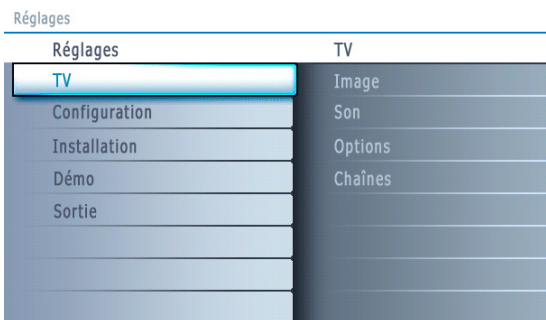 Réglages
Réglages TV
TV Image
Configuration Son
Installation Options
Démo Chaînes
Sortie